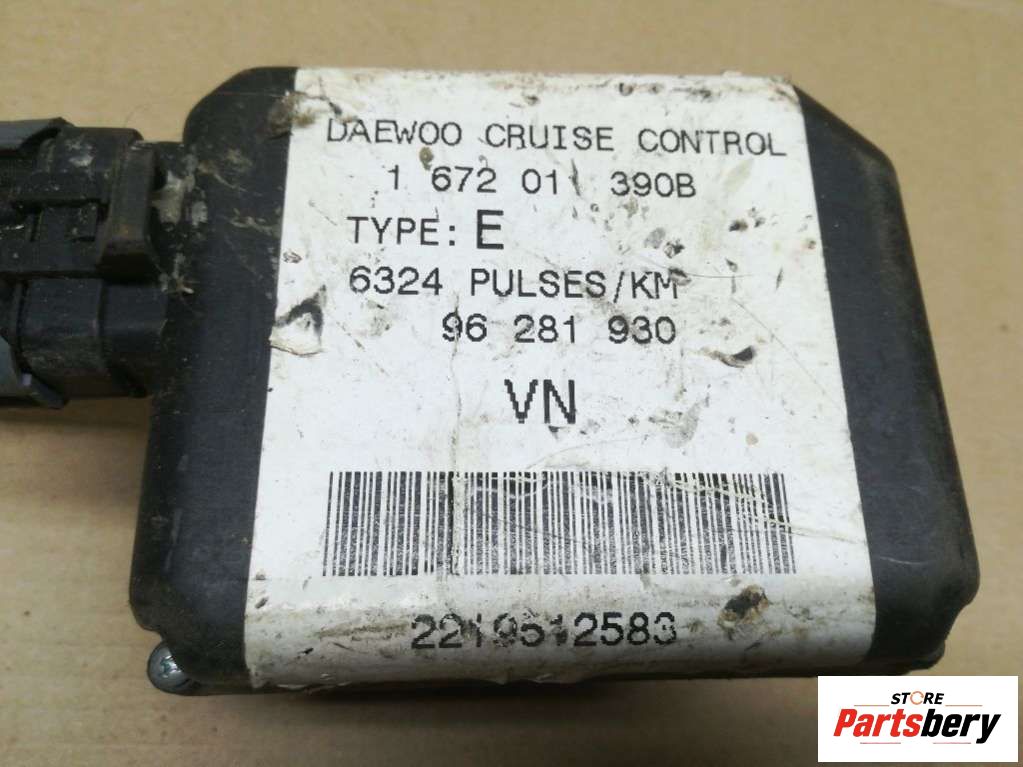 DAEWOO CRUISE CONTROL
1 672 01 390B
TYPE: E
6324 PULSES/KM
96 281 930
VN
2219512583
STORE
Partsbery